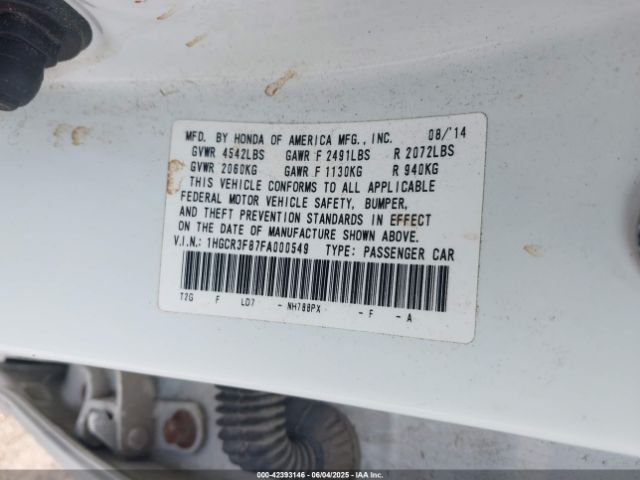 MFD. BY HONDA OF AMERICA MFG., INC. 08/'14
GVWR 4542LBS GAWR F 2491LBS R 2072LBS
GVWR 2060KG GAWR F 1130KG R 940KG
THIS VEHICLE CONFORMS TO ALL APPLICABLE
FEDERAL MOTOR VEHICLE SAFETY, BUMPER,
AND THEFT PREVENTION STANDARDS IN EFFECT
ON THE DATE OF MANUFACTURE SHOWN ABOVE.
V.I.N.: 1HGCR3F87FA000549 TYPE: PASSENGER CAR
T2G F LD7 - NH788PX - F - A
000-42393146 - 06/04/2025 - IAAI.COM